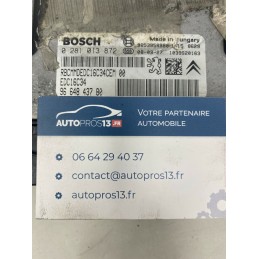 BOSCH
Made in Hungary
0 281 013 872
RBCMMDEDC16C34CEM 00
1039S20183
EDC16C34
96 648 437 80
AUTOPROS13.FR
VOTRE PARTENAIRE
AUTOMOBILE
06 64 29 40 37
contact@autopros13.fr
autopros13.fr